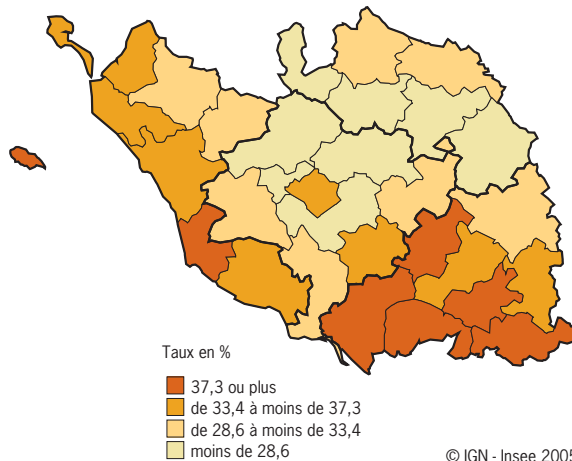 Taux en %
37,3 ou plus
de 33,4 à moins de 37,3
de 28,6 à moins de 33,4
moins de 28,6
© IGN - Insee 2005